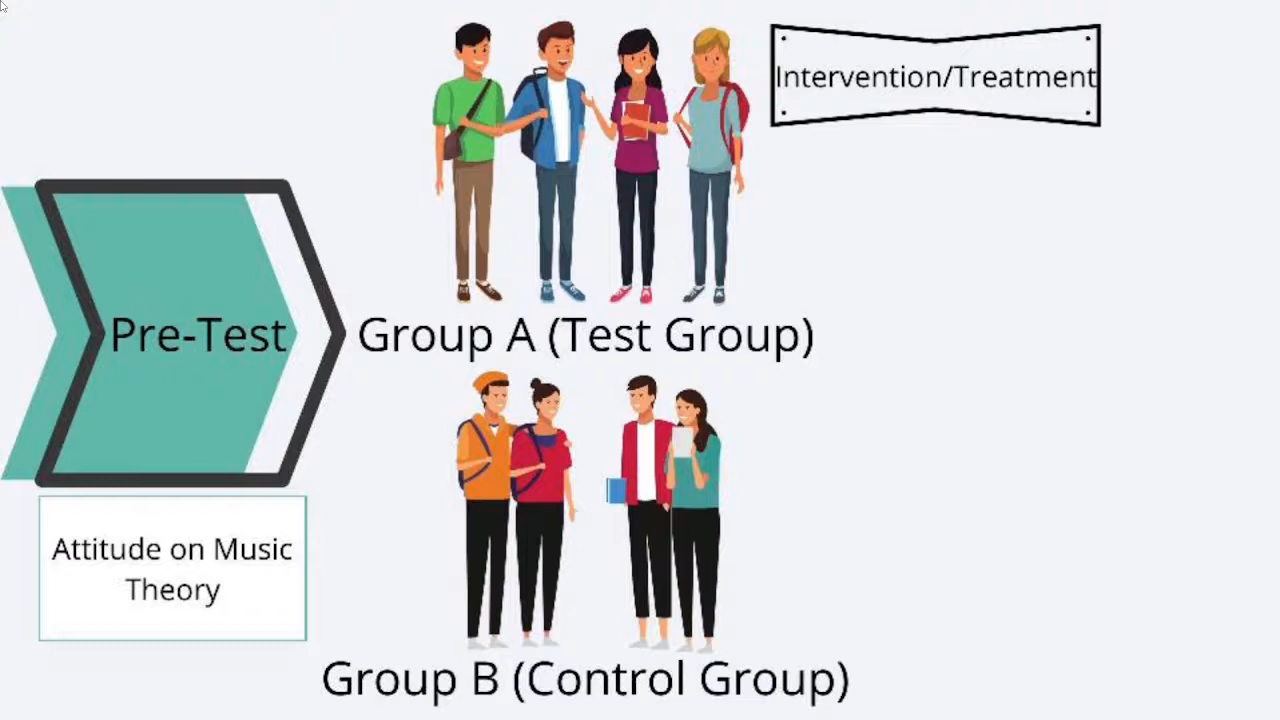 Intervention/Treatment
Pre-Test
Group A (Test Group)
Attitude on Music
Theory
Group B (Control Group)